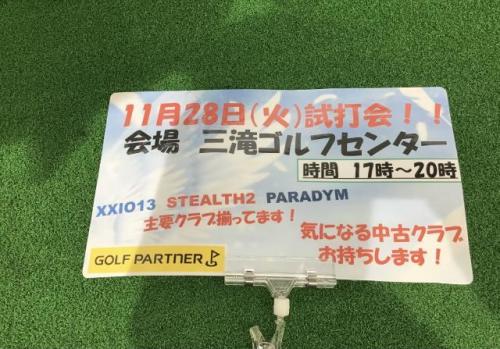 11月28日(火)試打会！！
会場 三滝ゴルフセンター
時間 17時～20時
XXIO13 STEALTH2 PARADYM
主要クラブ揃ってます！
気になる中古クラブ
お持ちします！
GOLF PARTNER